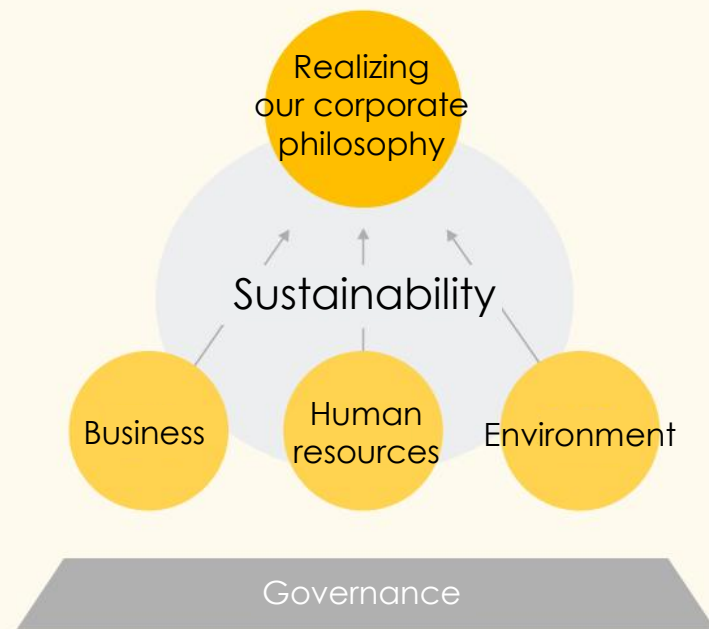 Realizing
our corporate
philosophy
Sustainability
Business
Human
resources
Environment
Governance